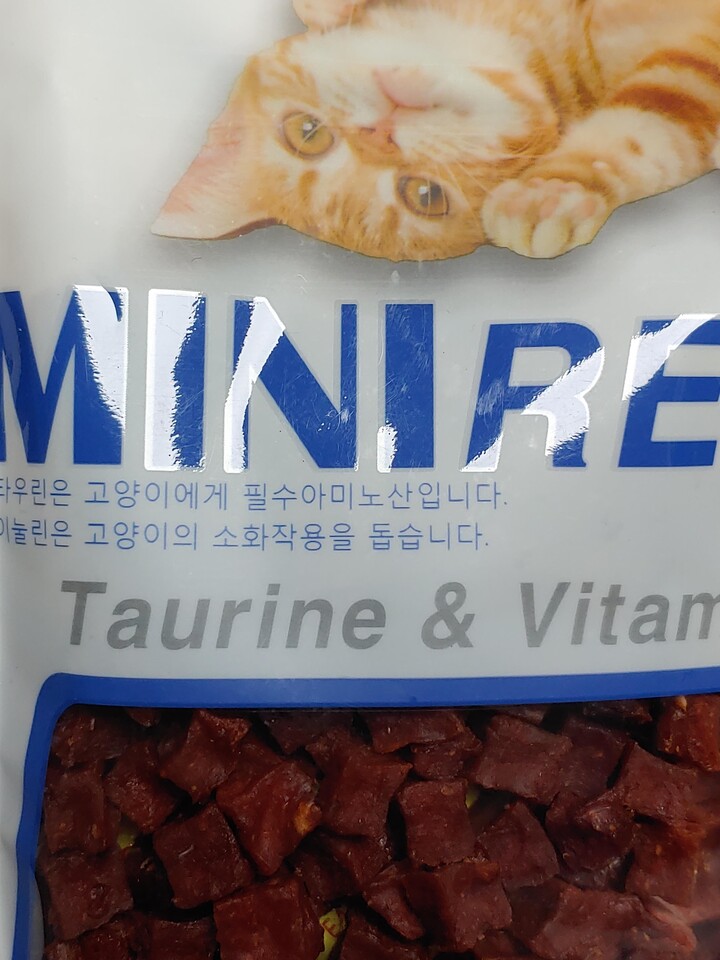 MINI RE
타우린은 고양이에게 필수아미노산입니다.
이눌린은 고양이의 소화작용을 돕습니다.
Taurine & Vitam